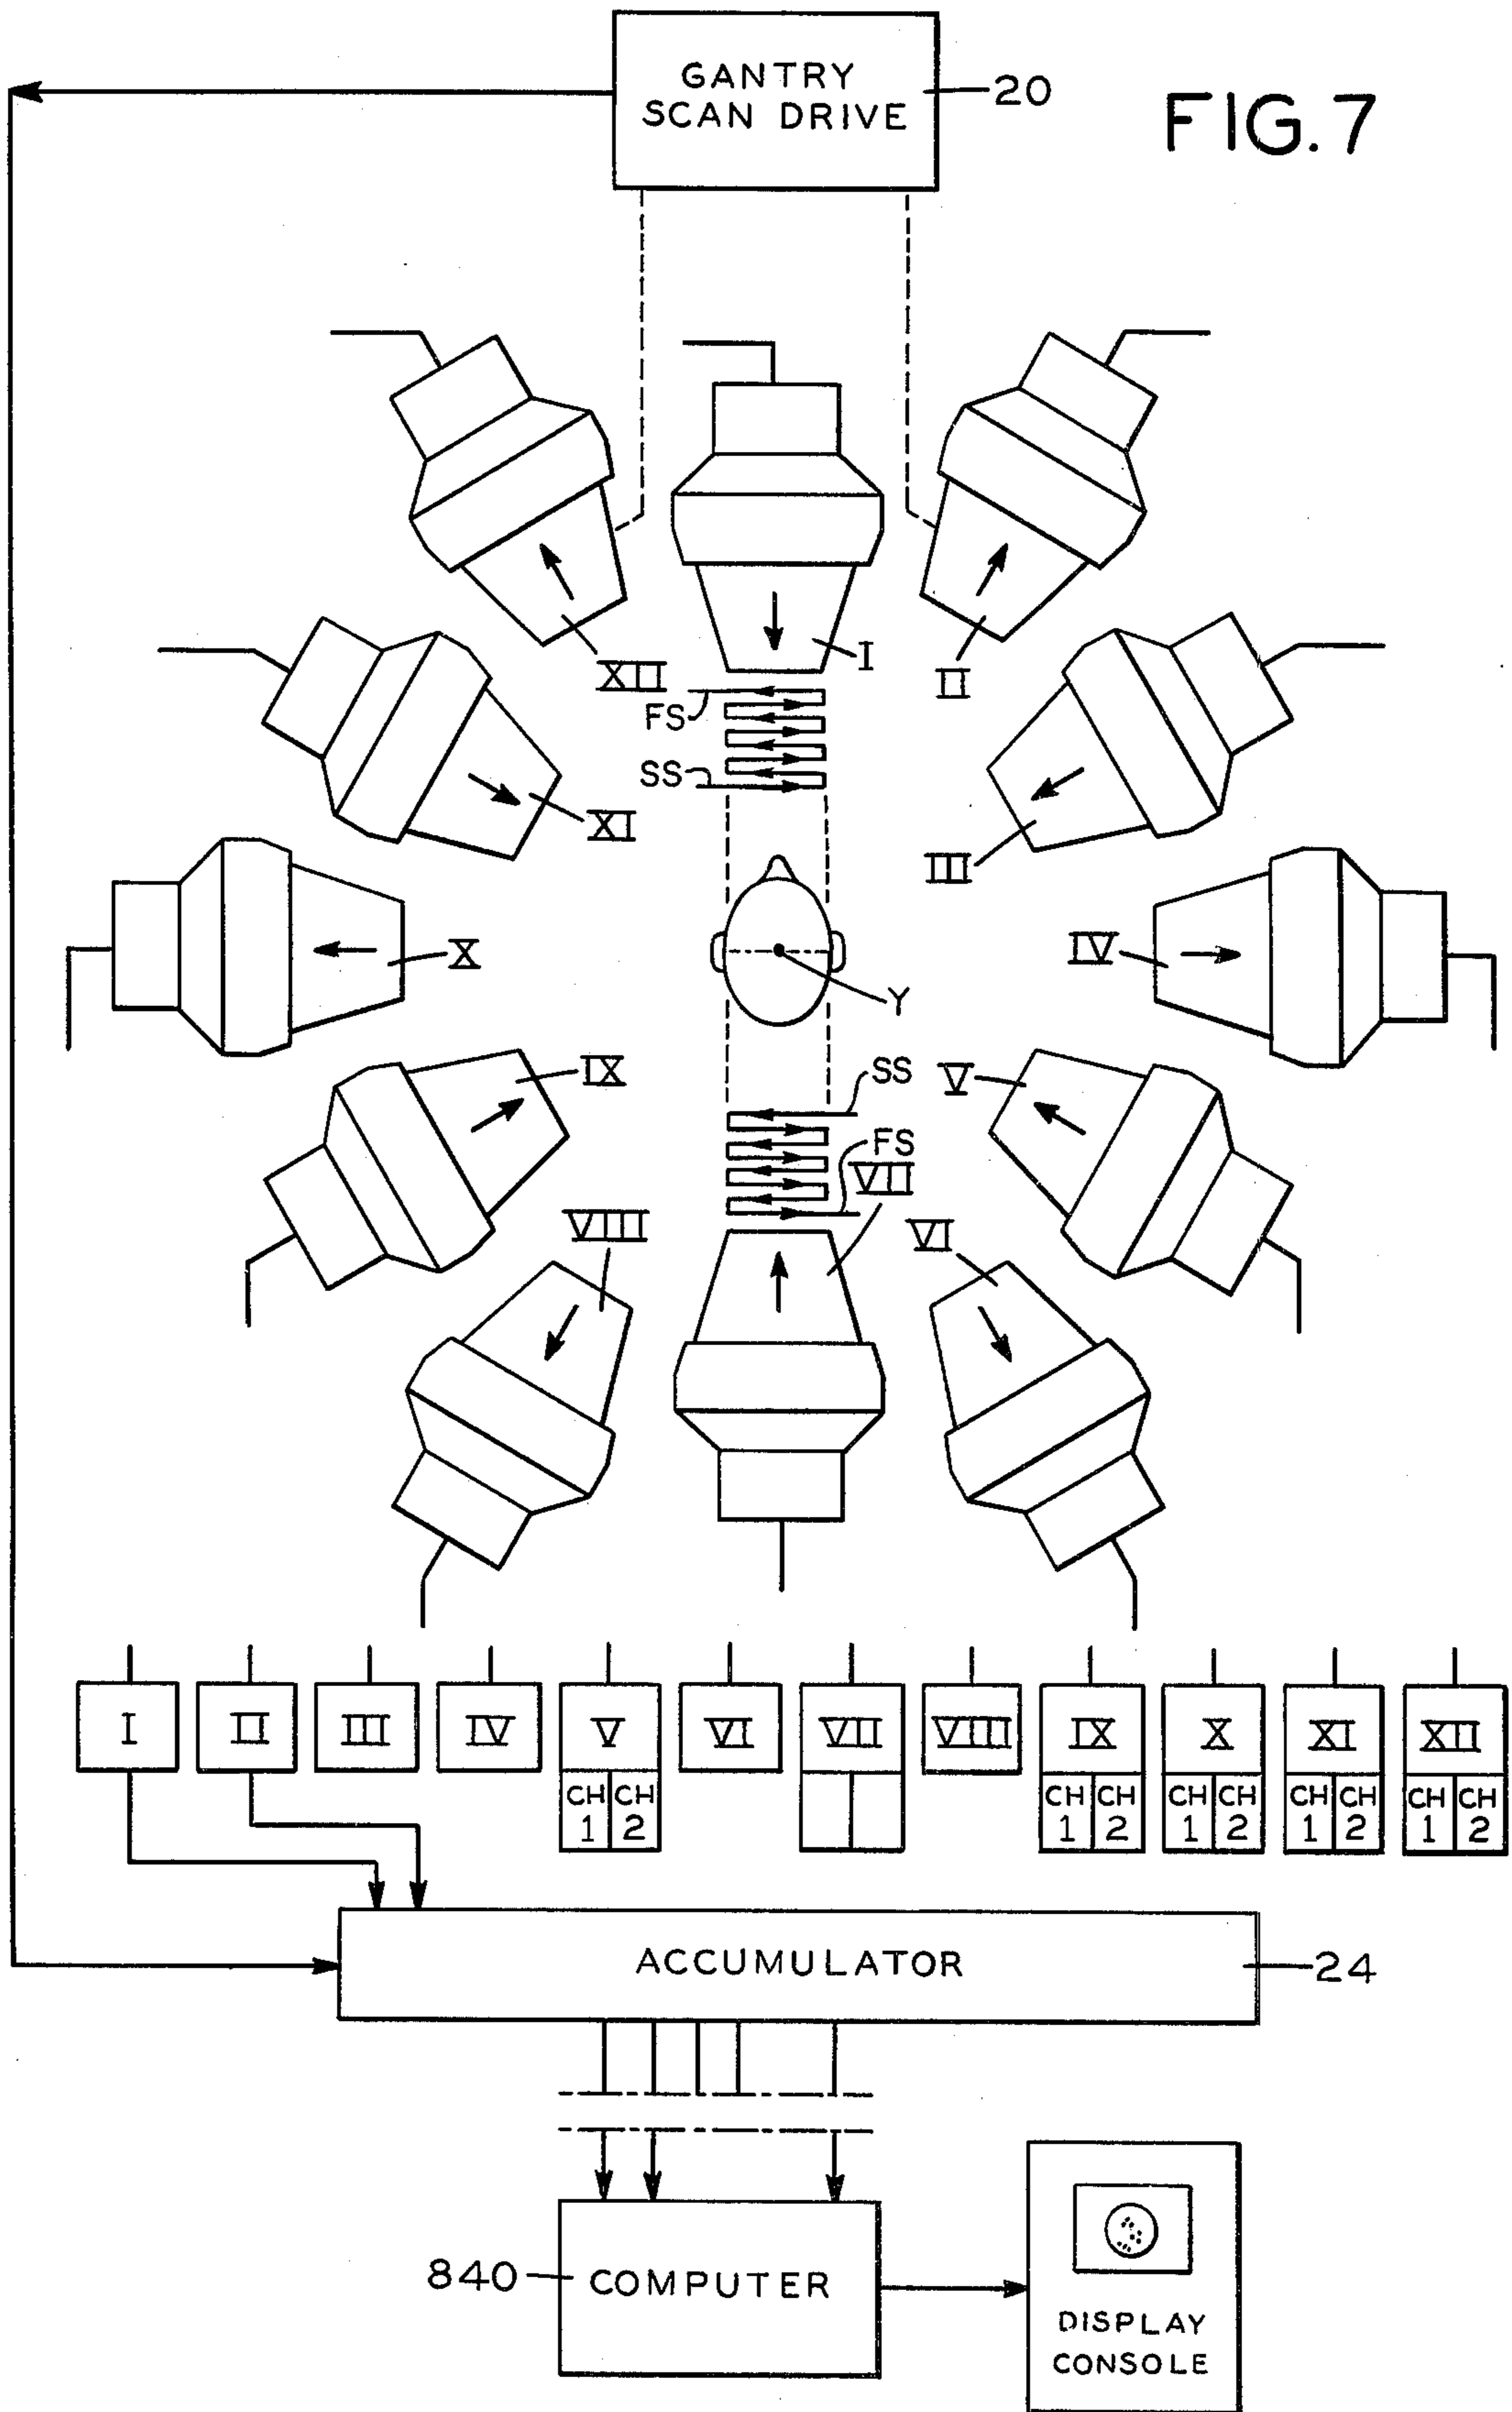 GANTRY
SCAN DRIVE
20
FIG. 7
XII
I
II
FS
SS
XI
III
X
IV
Y
IX
SS
V
FS
VII
VIII
VI
I II III IV V VI VII VIII IX X XI XII
CH 1 CH 2 CH 1 CH 2 CH 1 CH 2 CH 1 CH 2 CH 1 CH 2
ACCUMULATOR
24
840
COMPUTER
DISPLAY
CONSOLE